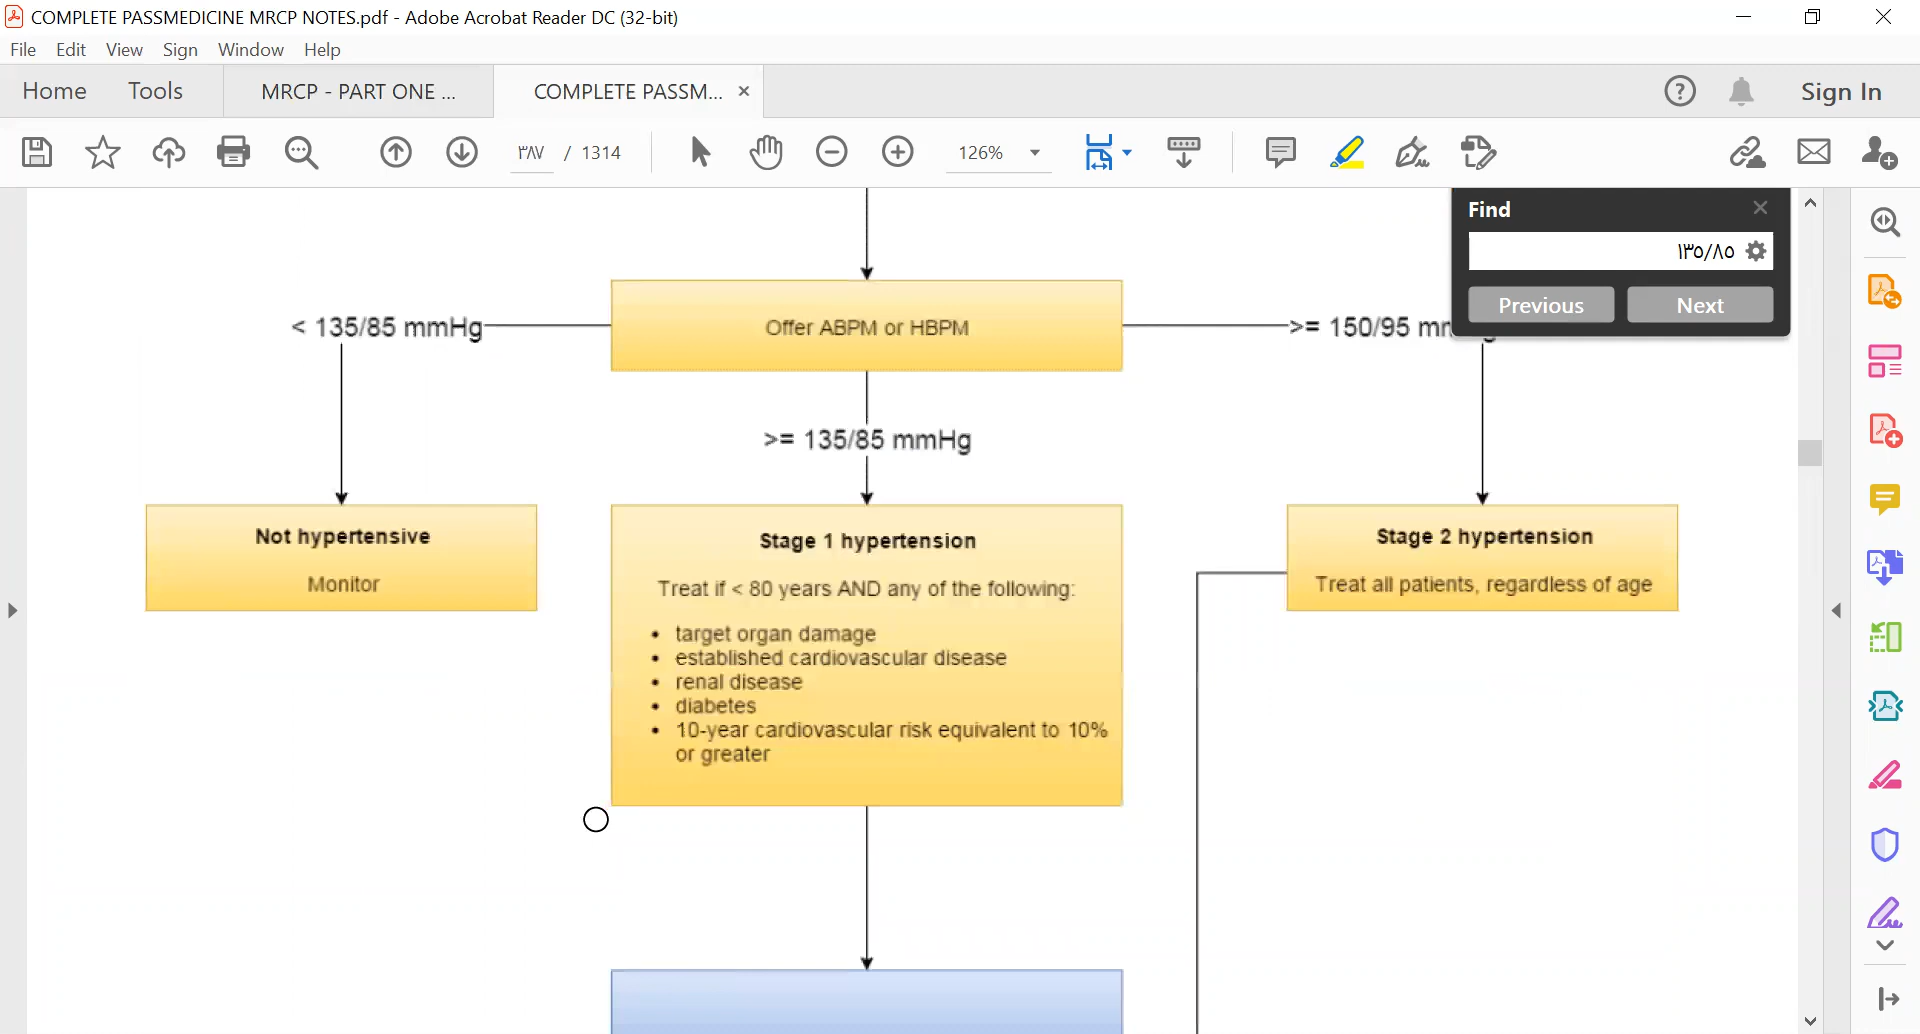 COMPLETE PASSMEDICINE MRCP NOTES.pdf - Adobe Acrobat Reader DC (32-bit)
File Edit View Sign Window Help
Home Tools MRCP - PART ONE ... COMPLETE PASSM... Sign In
٣٨٧ / 1314 126%
Find
١٣٥/٨٥
Previous Next
< 135/85 mmHg
Offer ABPM or HBPM
>= 150/95
>= 135/85 mmHg
Not hypertensive
Monitor
Stage 1 hypertension
Treat if < 80 years AND any of the following:
• target organ damage
• established cardiovascular disease
• renal disease
• diabetes
• 10-year cardiovascular risk equivalent to 10%
or greater
Stage 2 hypertension
Treat all patients, regardless of age